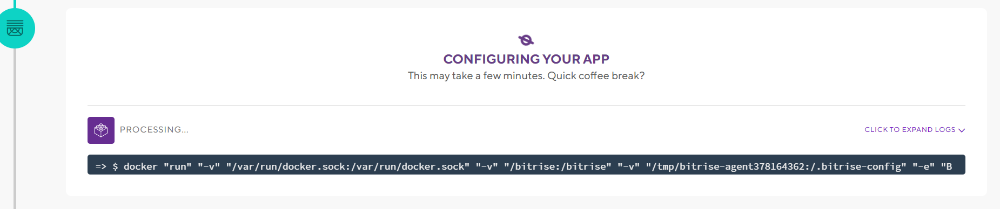 CONFIGURING YOUR APP
This may take a few minutes. Quick coffee break?
PROCESSING...
CLICK TO EXPAND LOGS
=> $ docker "run" "-v" "/var/run/docker.sock:/var/run/docker.sock" "-v" "/bitrise:/bitrise" "-v" "/tmp/bitrise-agent378164362:/.bitrise-config" "-e" "B